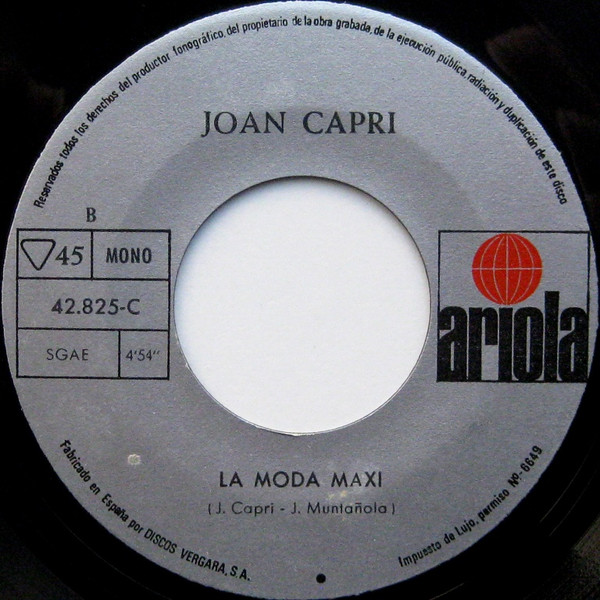 Reservados todos los derechos del productor fonográfico, del propietario de la obra grabada, de la ejecución pública, radiación y duplicación de este disco
JOAN CAPRI
B
45 MONO
42.825-C
SGAE 4'54"
ariola
LA MODA MAXI
(J. Capri - J. Muntañola)
Fabricado en España por DISCOS VERGARA, S.A.
Impuesto de Lujo, permiso Nº-6649